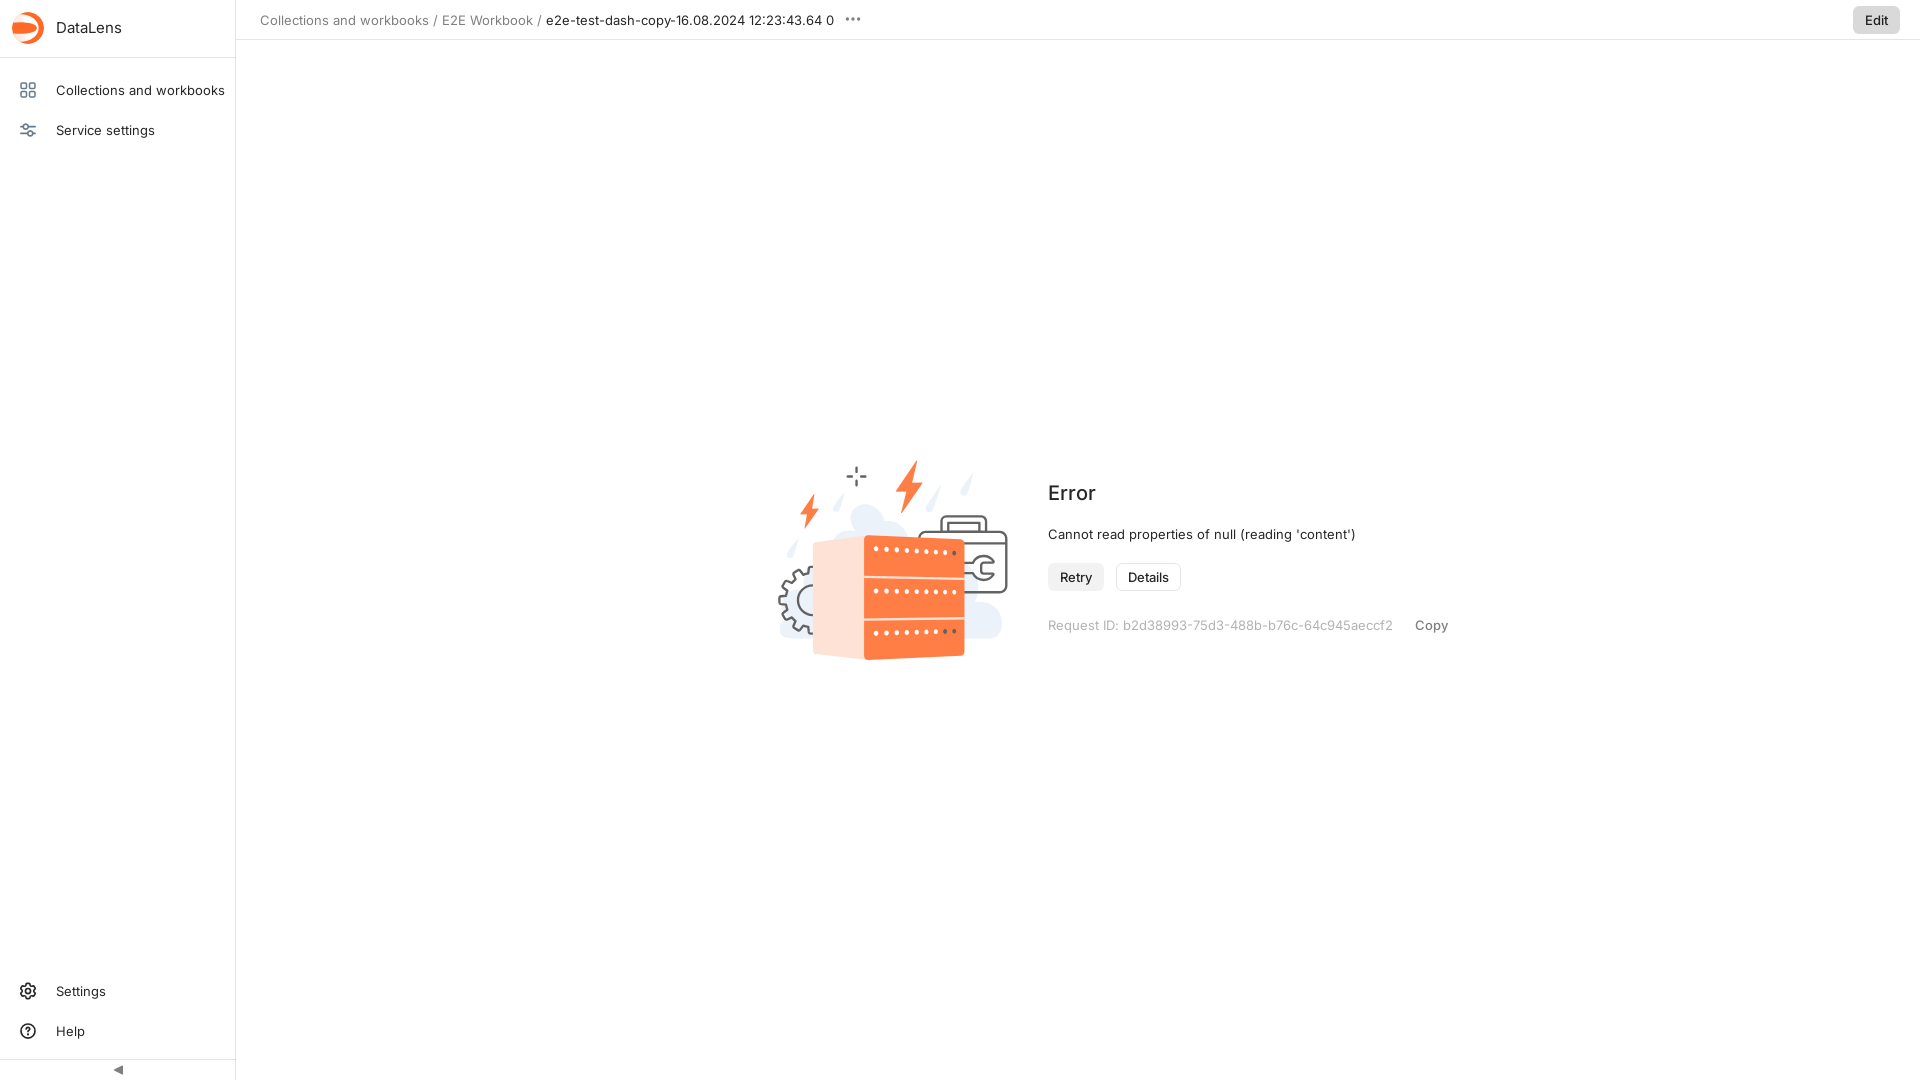 DataLens
Collections and workbooks / E2E Workbook / e2e-test-dash-copy-16.08.2024 12:23:43.64 0
Edit
Collections and workbooks
Service settings
Error
Cannot read properties of null (reading 'content')
Retry
Details
Request ID: b2d38993-75d3-488b-b76c-64c945aeccf2
Copy
Settings
Help